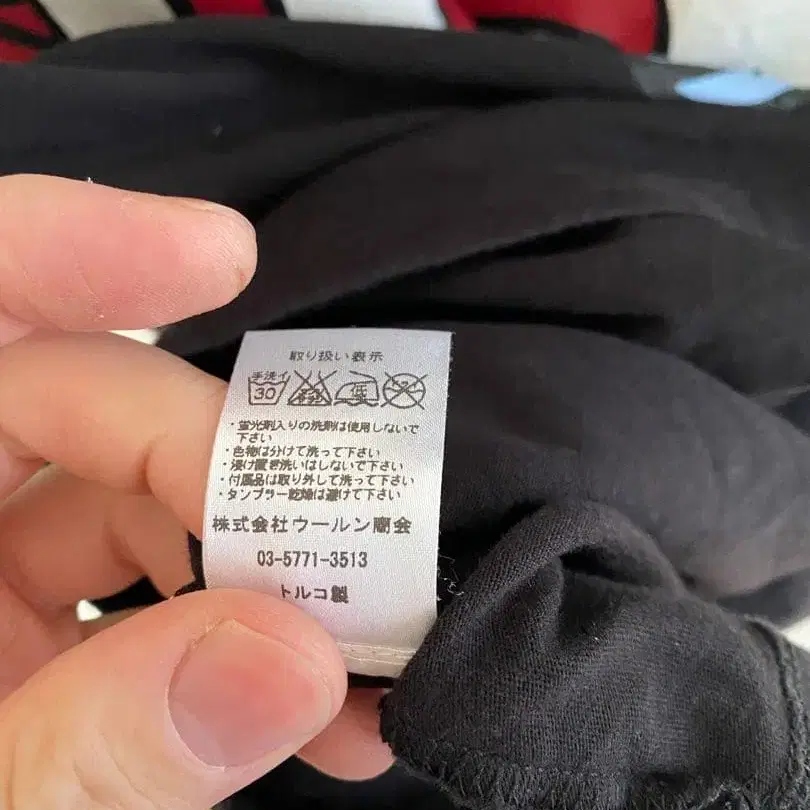 取り扱い表示
手洗イ
30
低
・蛍光剤入りの洗剤は使用しないで
下さい
・色物は分けて洗って下さい
・浸け置き洗いはしないで下さい
・付属品は取り外して洗って下さい
・タンブラー乾燥は避けて下さい
株式会社ウールン商会
03-5771-3513
トルコ製